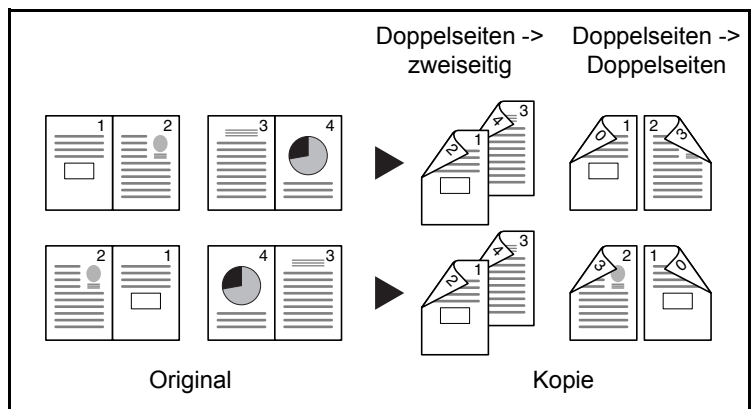 Doppelseiten -> zweiseitig
Doppelseiten -> Doppelseiten
1 2 3 4 2 4 1 3 0 1 2 3
2 1 4 3 2 4 1 3 3 2 1 0
Original Kopie